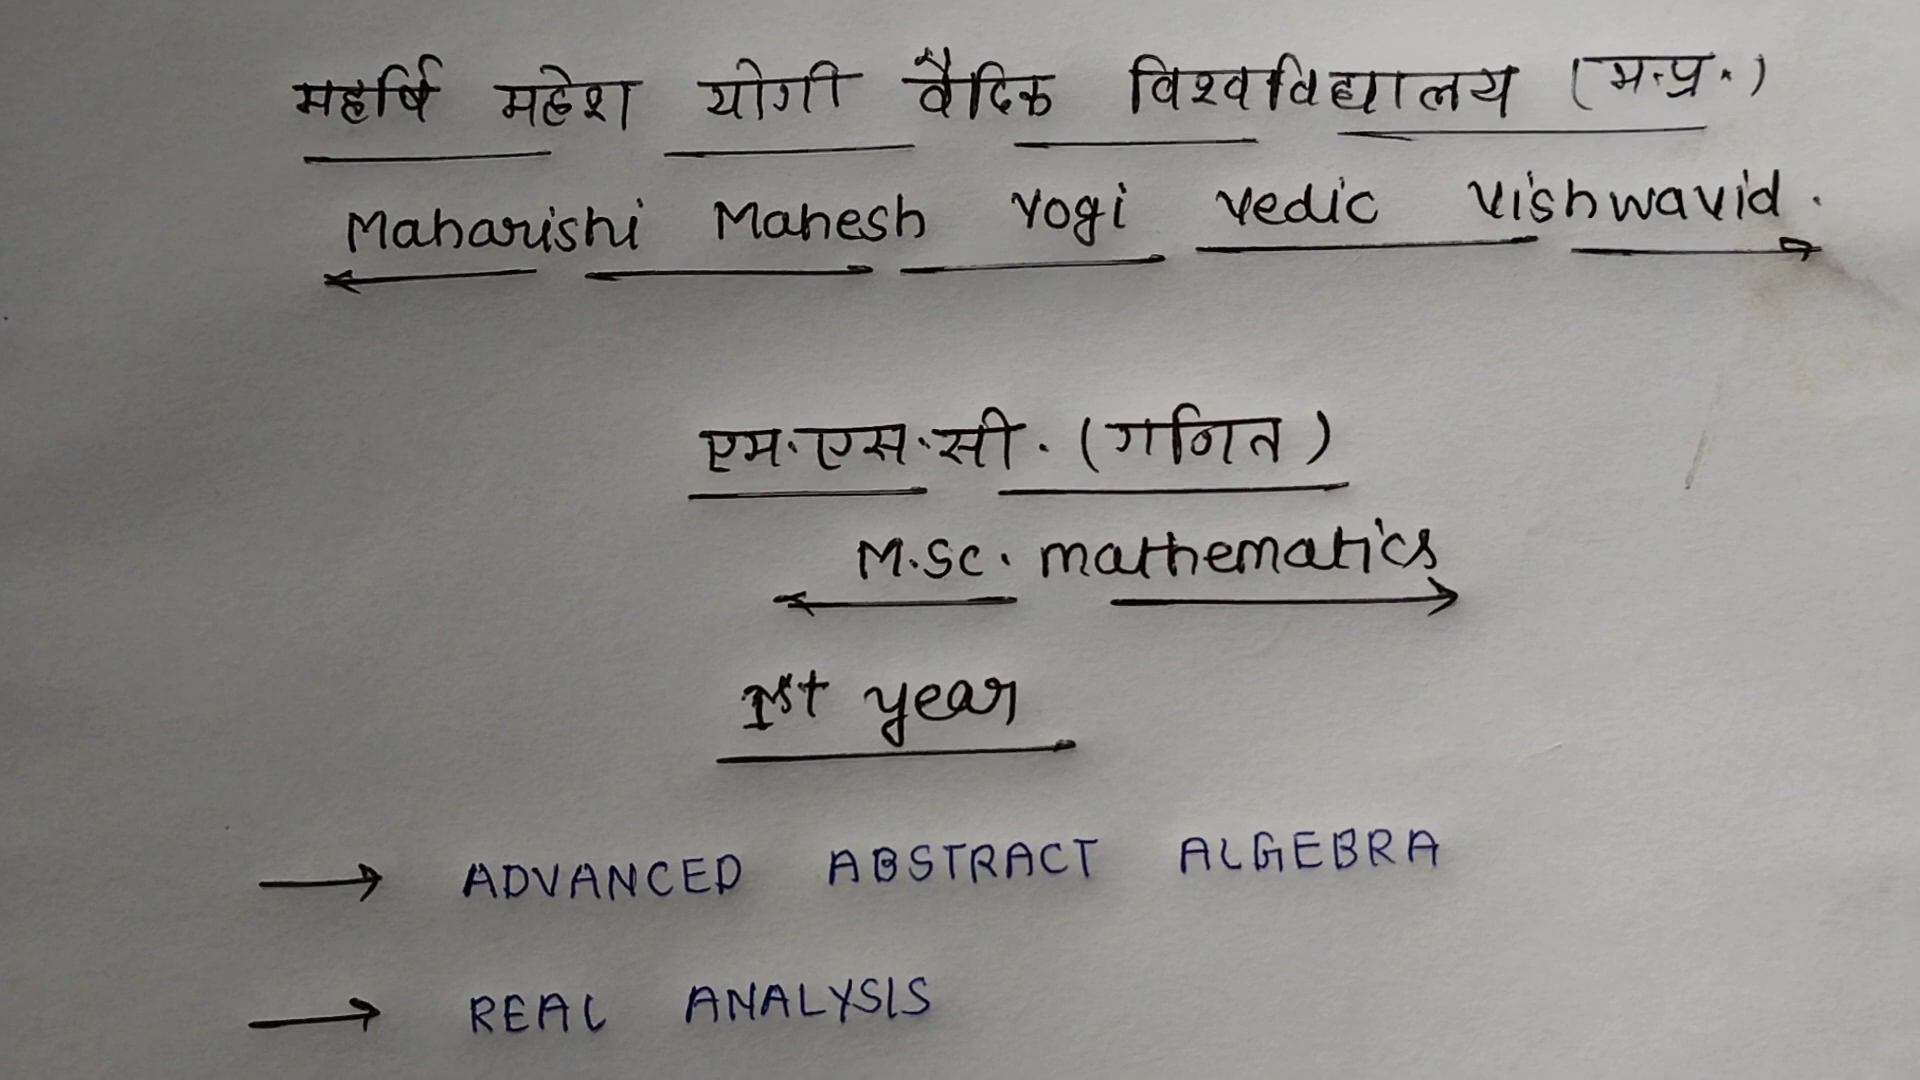 महर्षि महेश योगी वैदिक विश्वविद्यालय (म.प्र.)
Maharishi Mahesh Yogi Vedic Vishwavid.
एम.एस.सी. (गणित)
M.Sc. mathematics
1st year
→ ADVANCED ABSTRACT ALGEBRA
→ REAL ANALYSIS